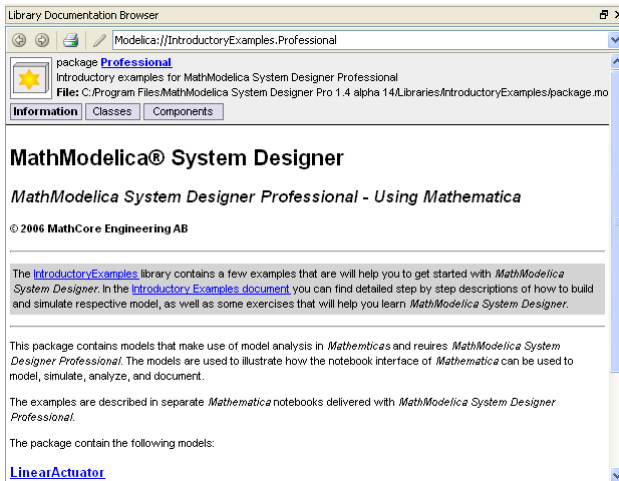 Library Documentation Browser
Modelica://IntroductoryExamples.Professional
package Professional
Introductory examples for MathModelica System Designer Professional
File: C:/Program Files/MathModelica System Designer Pro 1.4 alpha 14/Libraries/IntroductoryExamples/package.mo
Information Classes Components
MathModelica® System Designer
MathModelica System Designer Professional - Using Mathematica
© 2006 MathCore Engineering AB
The IntroductoryExamples library contains a few examples that are will help you to get started with MathModelica
System Designer. In the Introductory Examples document you can find detailed step by step descriptions of how to build
and simulate respective model, as well as some exercises that will help you learn MathModelica System Designer.
This package contains models that make use of model analysis in Mathemticas and reuires MathModelica System
Designer Professional. The models are used to illustrate how the notebook interface of Mathematica can be used to
model, simulate, analyze, and document.
The examples are described in separate Mathematica notebooks delivered with MathModelica System Designer
Professional.
The package contain the following models:
LinearActuator